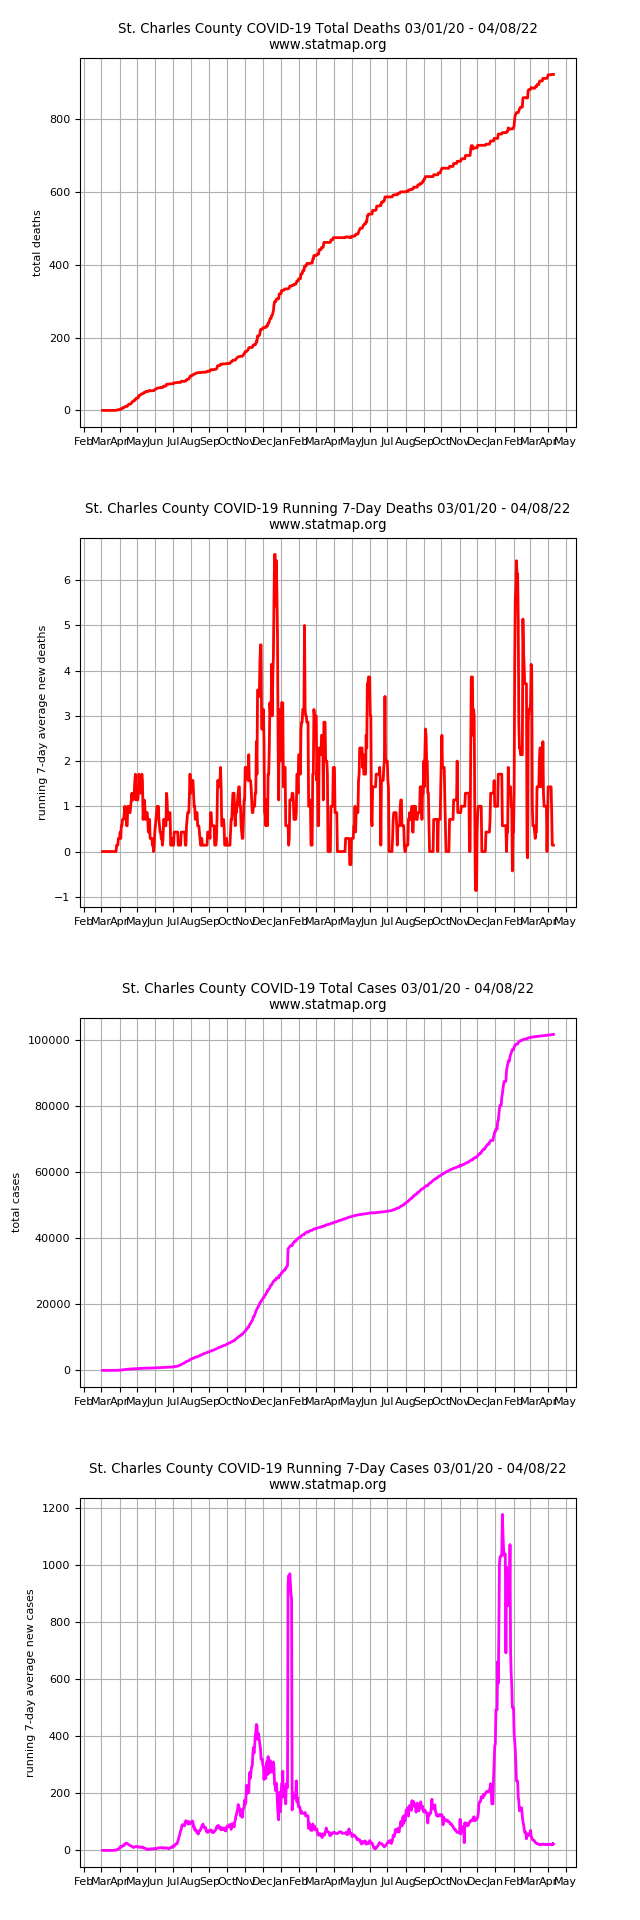 St. Charles County COVID-19 Total Deaths 03/01/20 - 04/08/22
www.statmap.org
800
600
400
200
0
total deaths
Feb Mar Apr May Jun Jul Aug Sep Oct Nov Dec Jan Feb Mar Apr May Jun Jul Aug Sep Oct Nov Dec Jan Feb Mar Apr May
St. Charles County COVID-19 Running 7-Day Deaths 03/01/20 - 04/08/22
www.statmap.org
6
5
4
3
2
1
0
−1
running 7-day average new deaths
Feb Mar Apr May Jun Jul Aug Sep Oct Nov Dec Jan Feb Mar Apr May Jun Jul Aug Sep Oct Nov Dec Jan Feb Mar Apr May
St. Charles County COVID-19 Total Cases 03/01/20 - 04/08/22
www.statmap.org
100000
80000
60000
40000
20000
0
total cases
Feb Mar Apr May Jun Jul Aug Sep Oct Nov Dec Jan Feb Mar Apr May Jun Jul Aug Sep Oct Nov Dec Jan Feb Mar Apr May
St. Charles County COVID-19 Running 7-Day Cases 03/01/20 - 04/08/22
www.statmap.org
1200
1000
800
600
400
200
0
running 7-day average new cases
Feb Mar Apr May Jun Jul Aug Sep Oct Nov Dec Jan Feb Mar Apr May Jun Jul Aug Sep Oct Nov Dec Jan Feb Mar Apr May